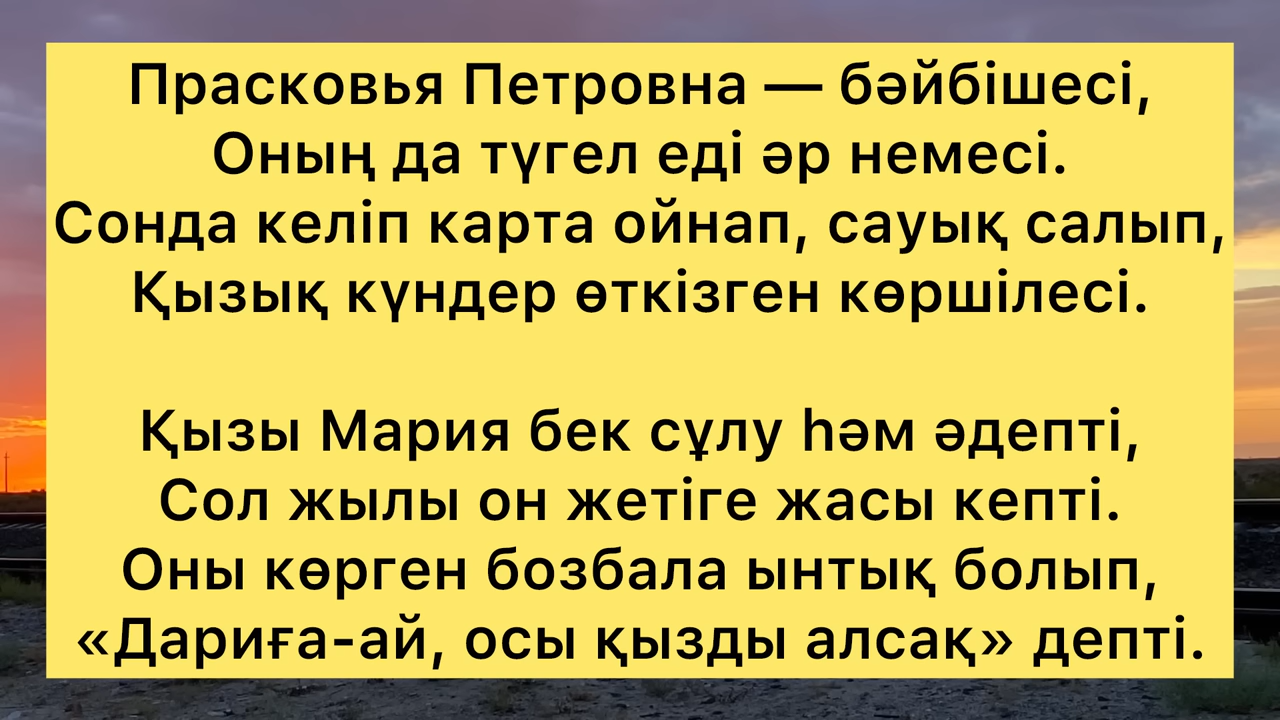 Прасковья Петровна — бәйбішесі,
Оның да түгел еді әр немесі.
Сонда келіп карта ойнап, сауық салып,
Қызық күндер өткізген көршілесі.
Қызы Мария бек сұлу һәм әдепті,
Сол жылы он жетіге жасы кепті.
Оны көрген бозбала ынтық болып,
«Дариға-ай, осы қызды алсақ» депті.